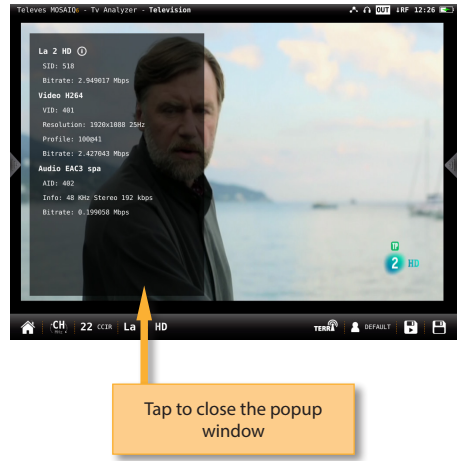 Televes MOSAIQ6 - Tv Analyzer - Television
OUT ↓RF 12:26
La 2 HD
SID: 518
Bitrate: 2.949017 Mbps
Video H264
VID: 401
Resolution: 1920x1088 25Hz
Profile: 100@41
Bitrate: 2.427043 Mbps
Audio EAC3 spa
AID: 402
Info: 48 KHz Stereo 192 kbps
Bitrate: 0.199058 Mbps
2 HD
CH 22 CCIR La HD TERR DEFAULT
Tap to close the popup
window